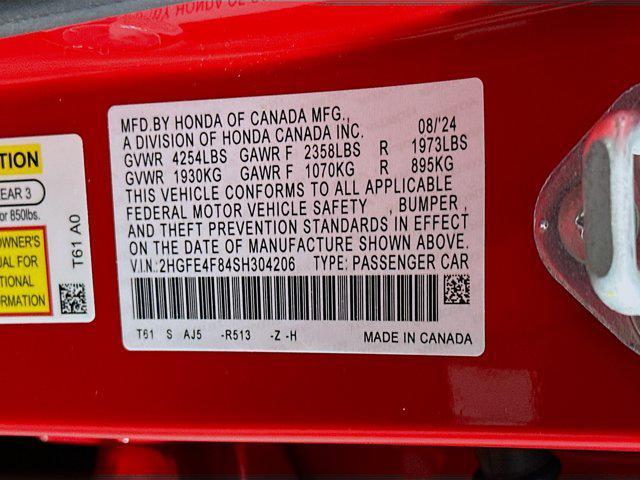 MFD.BY HONDA OF CANADA MFG.,
A DIVISION OF HONDA CANADA INC. 08/'24
GVWR 4254LBS GAWR F 2358LBS R 1973LBS
GVWR 1930KG GAWR F 1070KG R 895KG
THIS VEHICLE CONFORMS TO ALL APPLICABLE
FEDERAL MOTOR VEHICLE SAFETY , BUMPER ,
AND THEFT PREVENTION STANDARDS IN EFFECT
ON THE DATE OF MANUFACTURE SHOWN ABOVE.
V.I.N.:2HGFE4F84SH304206 TYPE: PASSENGER CAR
T61 S AJ5 -R513 -Z -H MADE IN CANADA
TION
EAR 3
or 850lbs.
OWNER'S
UAL FOR
TIONAL
ORMATION
T61 A0